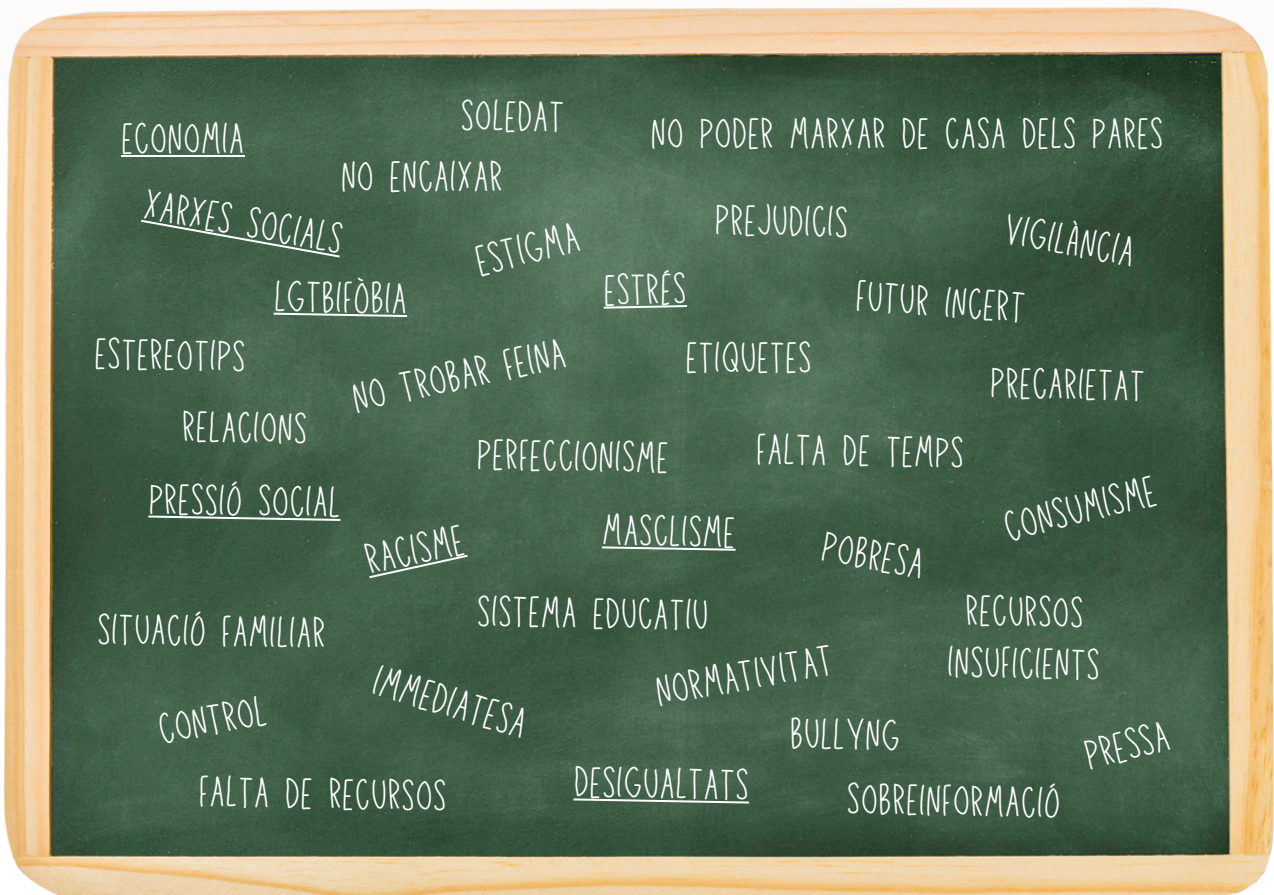 SOLEDAT
ECONOMIA
NO PODER MARXAR DE CASA DELS PARES
NO ENCAIXAR
XARXES SOCIALS
PREJUDICIS
VIGILÀNCIA
ESTIGMA
LGTBIFÒBIA
ESTRÉS
FUTUR INCERT
ESTEREOTIPS
NO TROBAR FEINA
ETIQUETES
PRECARIETAT
RELACIONS
PERFECCIONISME
FALTA DE TEMPS
PRESSIÓ SOCIAL
CONSUMISME
RACISME
MASCLISME
POBRESA
SITUACIÓ FAMILIAR
SISTEMA EDUCATIU
RECURSOS
INSUFICIENTS
IMMEDIATESA
NORMATIVITAT
CONTROL
BULLYNG
PRESSA
FALTA DE RECURSOS
DESIGUALTATS
SOBREINFORMACIÓ